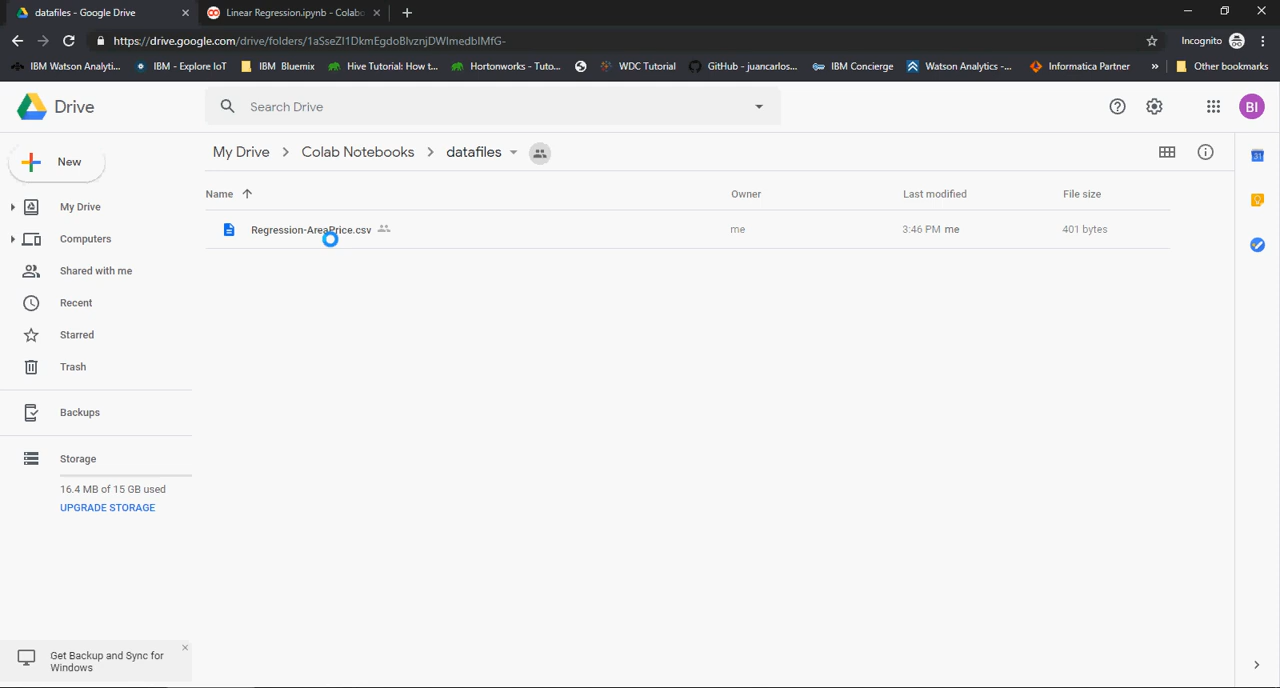 datafiles - Google Drive
Linear Regression.ipynb - Colabo
https://drive.google.com/drive/folders/1aSseZI1DkmEgdoBlvznjDWlmedblMfG-
Incognito
IBM Watson Analyti...
IBM - Explore IoT
IBM Bluemix
Hive Tutorial: How t...
Hortonworks - Tuto...
WDC Tutorial
GitHub - juancarlos...
IBM Concierge
Watson Analytics -...
Informatica Partner
»
Other bookmarks
Drive
Search Drive
BI
New
My Drive > Colab Notebooks > datafiles
Name
Owner
Last modified
File size
Regression-AreaPrice.csv
me
3:46 PM me
401 bytes
My Drive
Computers
Shared with me
Recent
Starred
Trash
Backups
Storage
16.4 MB of 15 GB used
UPGRADE STORAGE
Get Backup and Sync for
Windows
31